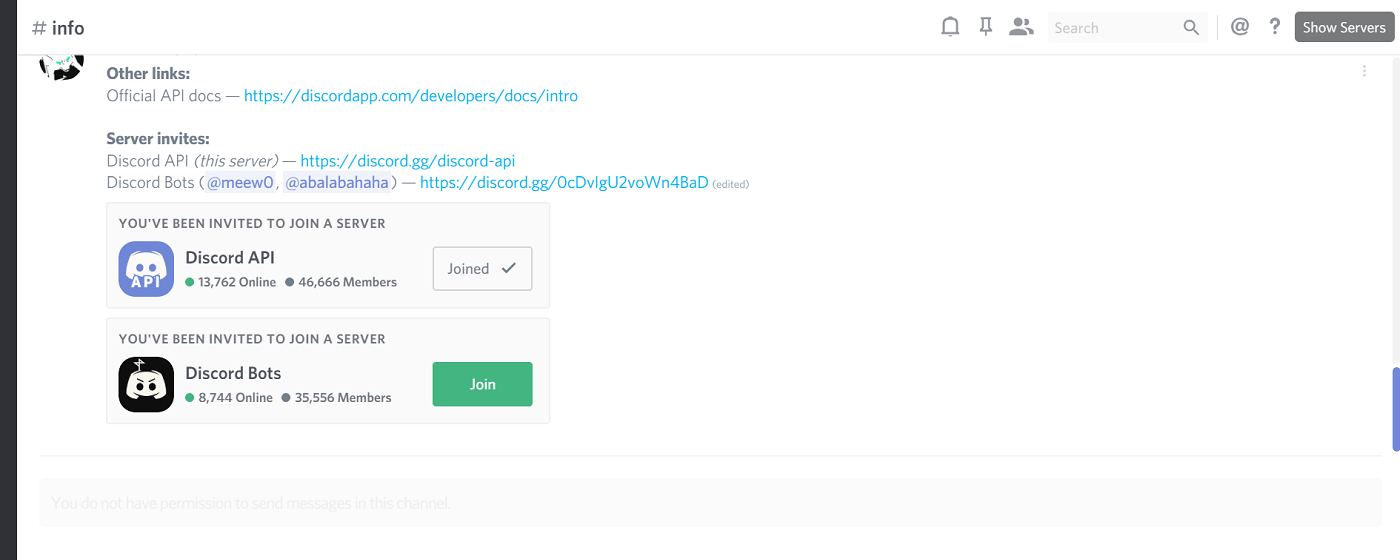 # info
Search
@
?
Show Servers
Other links:
Official API docs — https://discordapp.com/developers/docs/intro
Server invites:
Discord API (this server) — https://discord.gg/discord-api
Discord Bots (@meew0, @abalabahaha) — https://discord.gg/0cDvIgU2voWn4BaD (edited)
YOU'VE BEEN INVITED TO JOIN A SERVER
API
Discord API
Joined
13,762 Online 46,666 Members
YOU'VE BEEN INVITED TO JOIN A SERVER
Discord Bots
Join
8,744 Online 35,556 Members
You do not have permission to send messages in this channel.